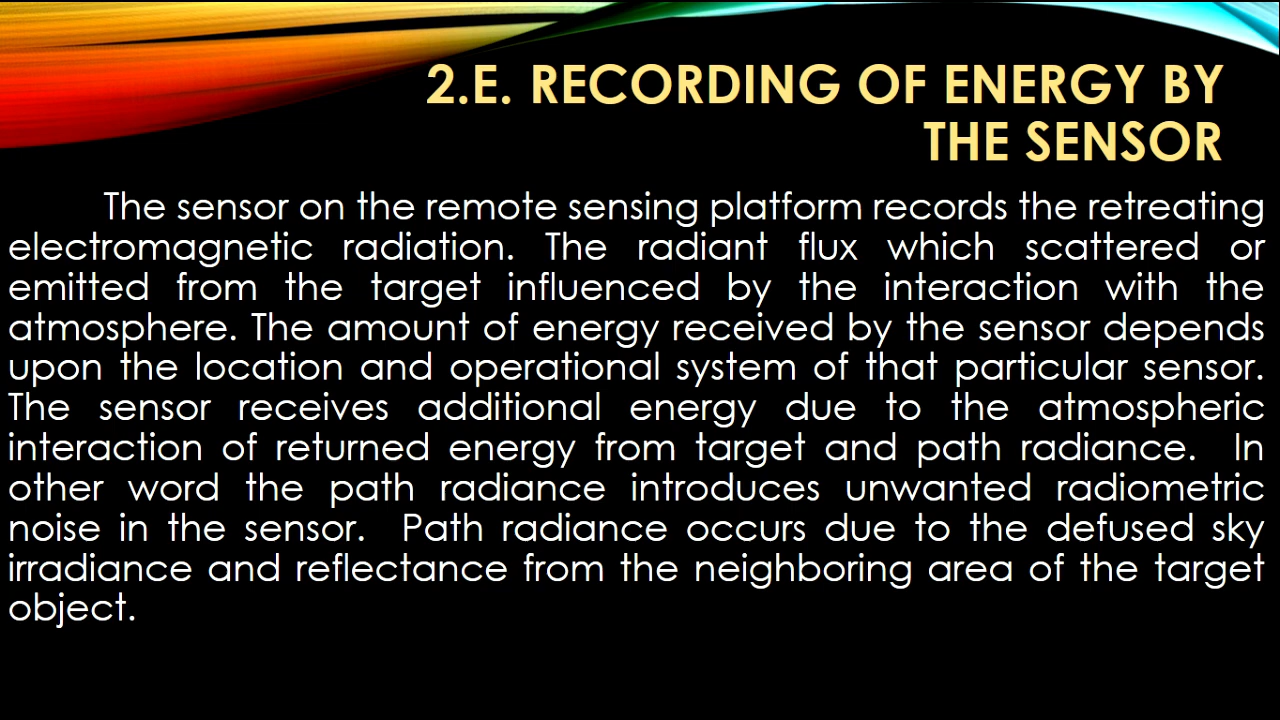 2.E. RECORDING OF ENERGY BY
THE SENSOR
The sensor on the remote sensing platform records the retreating
electromagnetic radiation. The radiant flux which scattered or
emitted from the target influenced by the interaction with the
atmosphere. The amount of energy received by the sensor depends
upon the location and operational system of that particular sensor.
The sensor receives additional energy due to the atmospheric
interaction of returned energy from target and path radiance. In
other word the path radiance introduces unwanted radiometric
noise in the sensor. Path radiance occurs due to the defused sky
irradiance and reflectance from the neighboring area of the target
object.